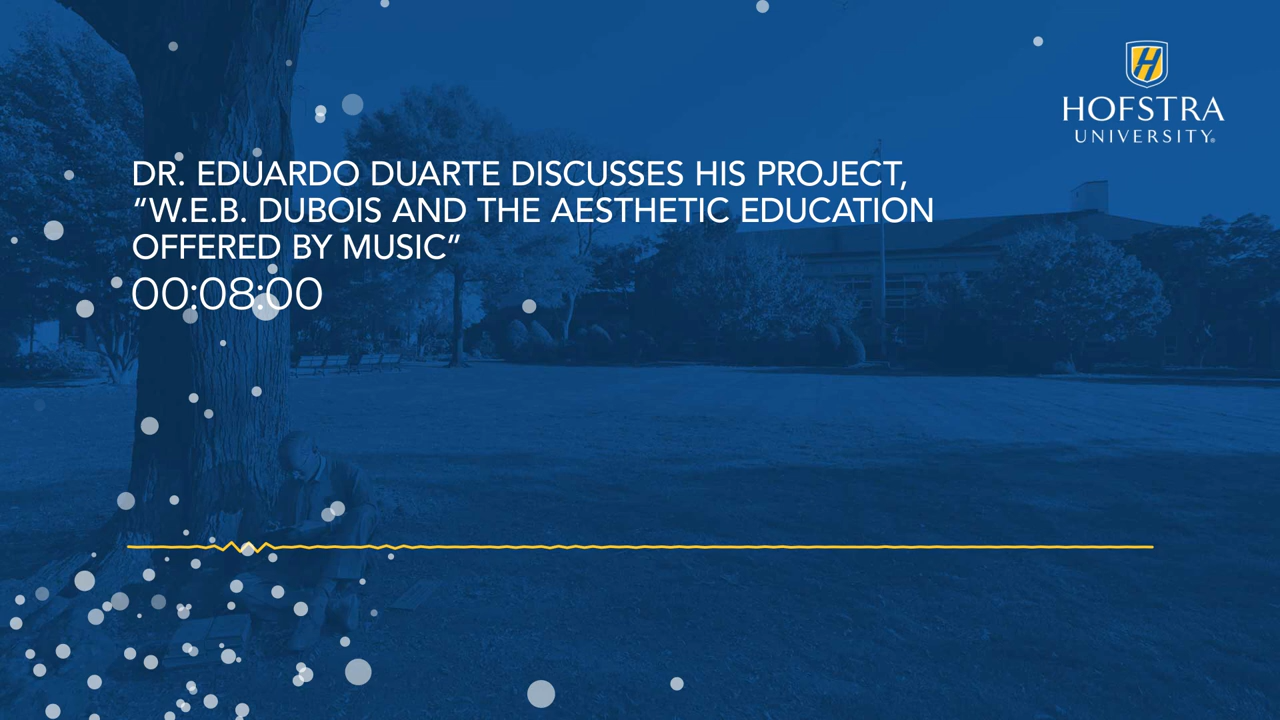 HOFSTRA
UNIVERSITY®
DR. EDUARDO DUARTE DISCUSSES HIS PROJECT,
“W.E.B. DUBOIS AND THE AESTHETIC EDUCATION
OFFERED BY MUSIC”
00:08:00